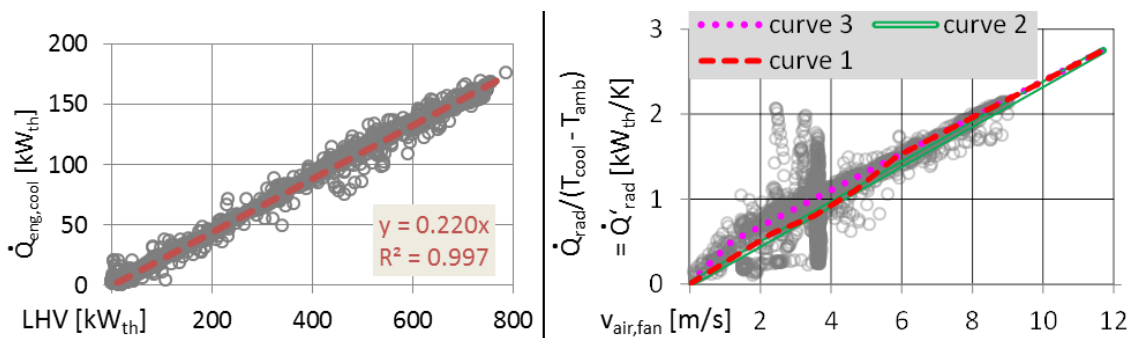 200
150
100
50
0
Q̇eng,cool [kWth]
y = 0.220x
R² = 0.997
LHV [kWth]
200
400
600
800
3
2
1
0
Q̇rad/(Tcool - Tamb)
= Q̇′rad [kWth/K]
curve 3 curve 2
curve 1
vair,fan [m/s]
2
4
6
8
10
12